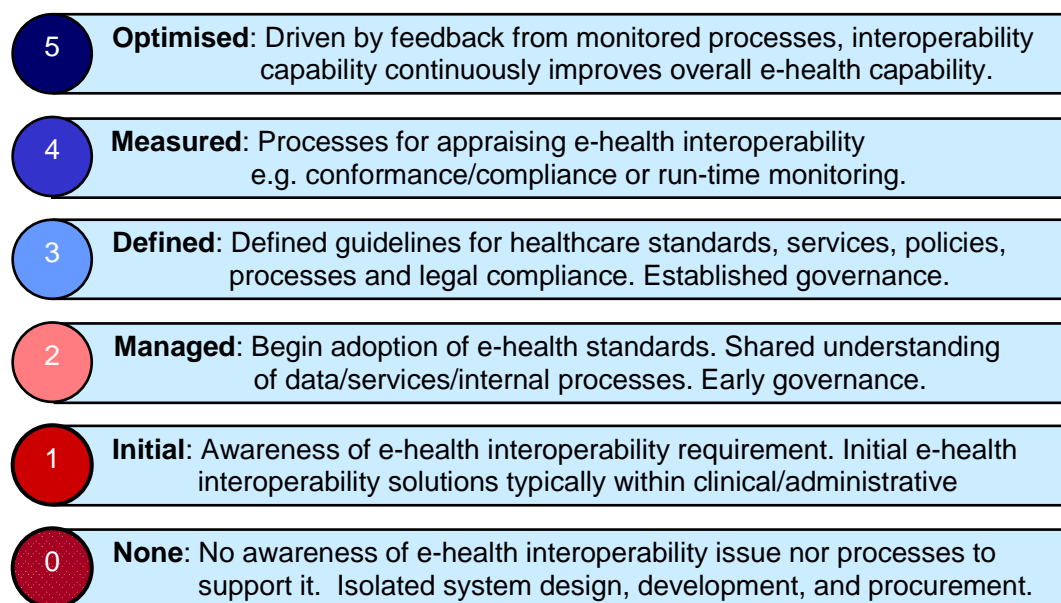 5
Optimised: Driven by feedback from monitored processes, interoperability
capability continuously improves overall e-health capability.
4
Measured: Processes for appraising e-health interoperability
e.g. conformance/compliance or run-time monitoring.
3
Defined: Defined guidelines for healthcare standards, services, policies,
processes and legal compliance. Established governance.
2
Managed: Begin adoption of e-health standards. Shared understanding
of data/services/internal processes. Early governance.
1
Initial: Awareness of e-health interoperability requirement. Initial e-health
interoperability solutions typically within clinical/administrative
0
None: No awareness of e-health interoperability issue nor processes to
support it. Isolated system design, development, and procurement.